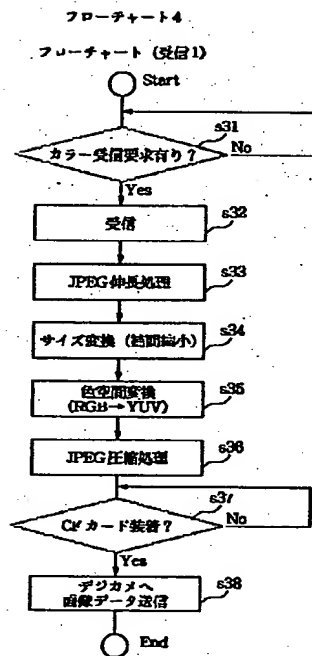 フローチャート4
フローチャート (受信1)
Start
s31
カラー受信要求有り?
No
Yes
受信
s32
JPEG伸長処理
s33
サイズ変換 (間縮小)
s34
色空間変換
(RGB→YUV)
s35
JPEG圧縮処理
s36
s37
CFカード装着?
No
Yes
デジカメへ
画像データ送信
s38
End